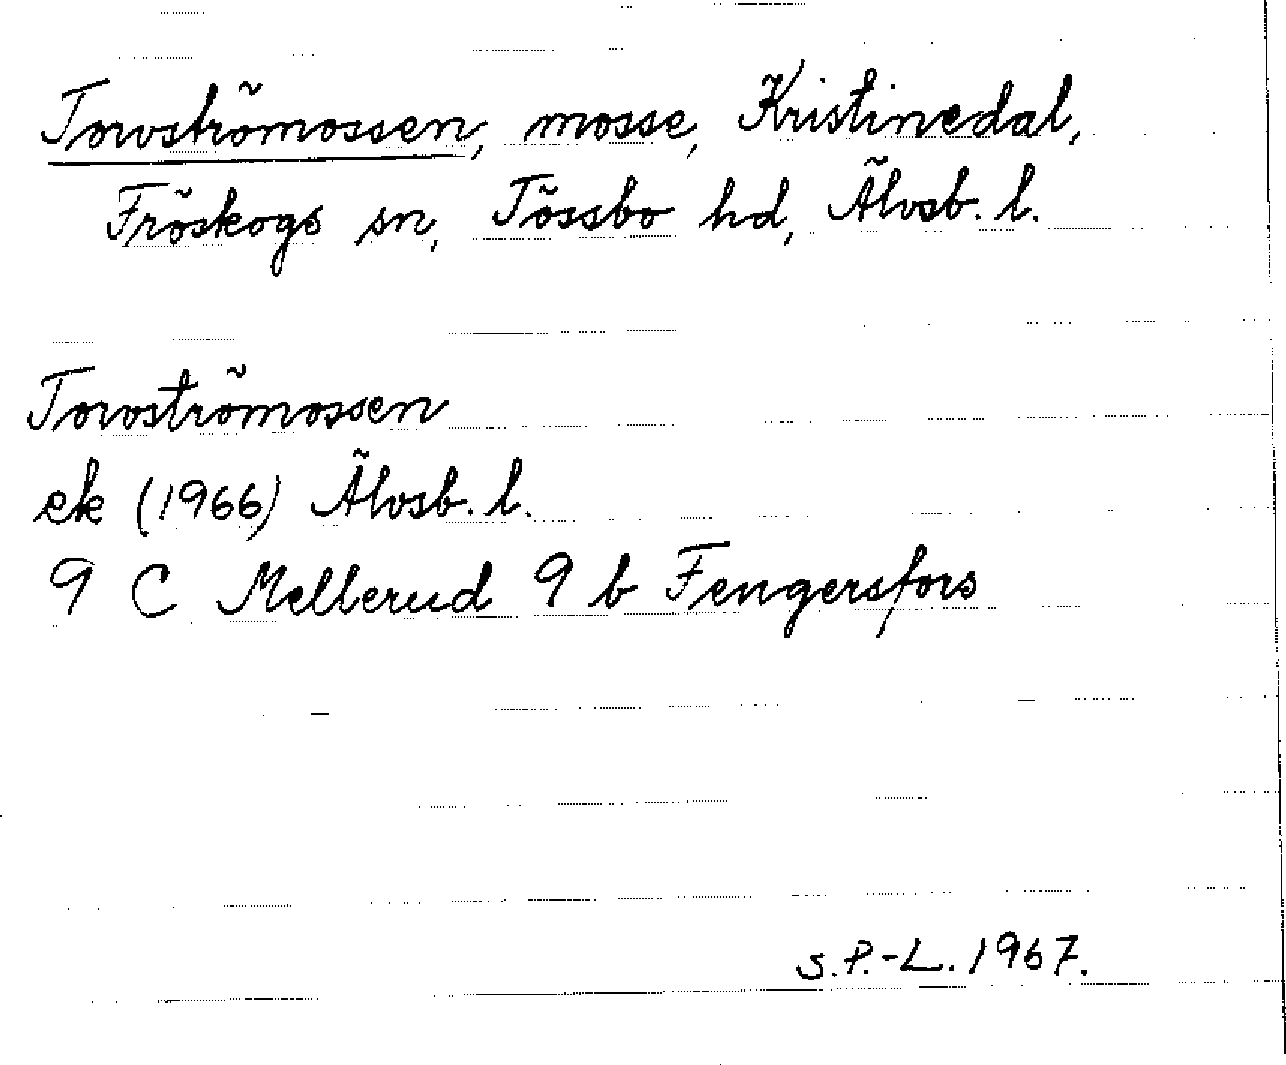 Torvströmossen, mosse, Kristinedal,
Fröskogs sn, Tössbo hd, Älvsb. l.
Torvströmossen
ek (1966) Älvsb. l.
9 C Mellerud 9 b Fengersfors
S.P.-L. 1967.